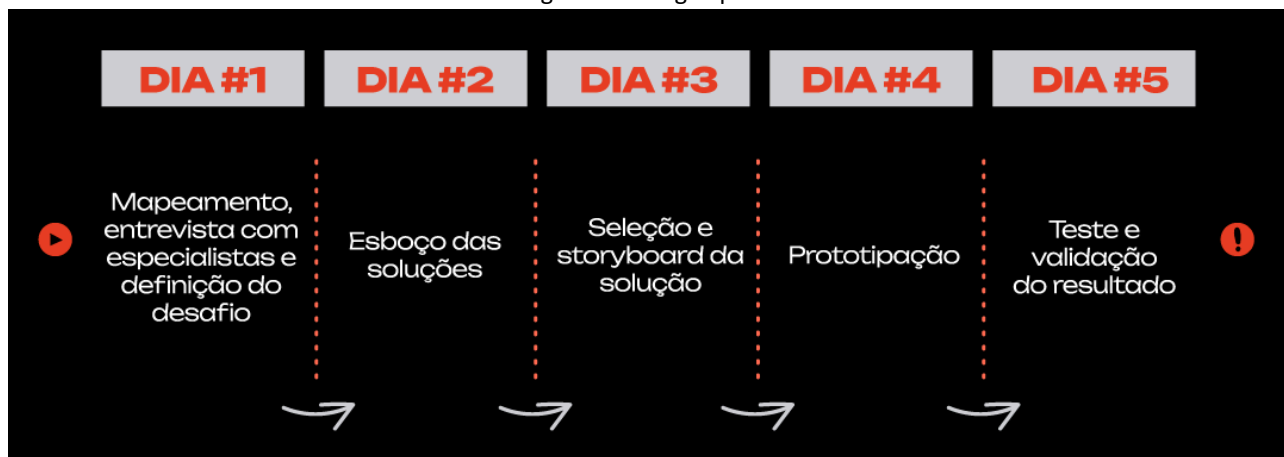 DIA #1
DIA #2
DIA #3
DIA #4
DIA #5
Mapeamento,
entrevista com
especialistas e
definição do
desafio
Esboço das
soluções
Seleção e
storyboard da
solução
Prototipação
Teste e
validação
do resultado